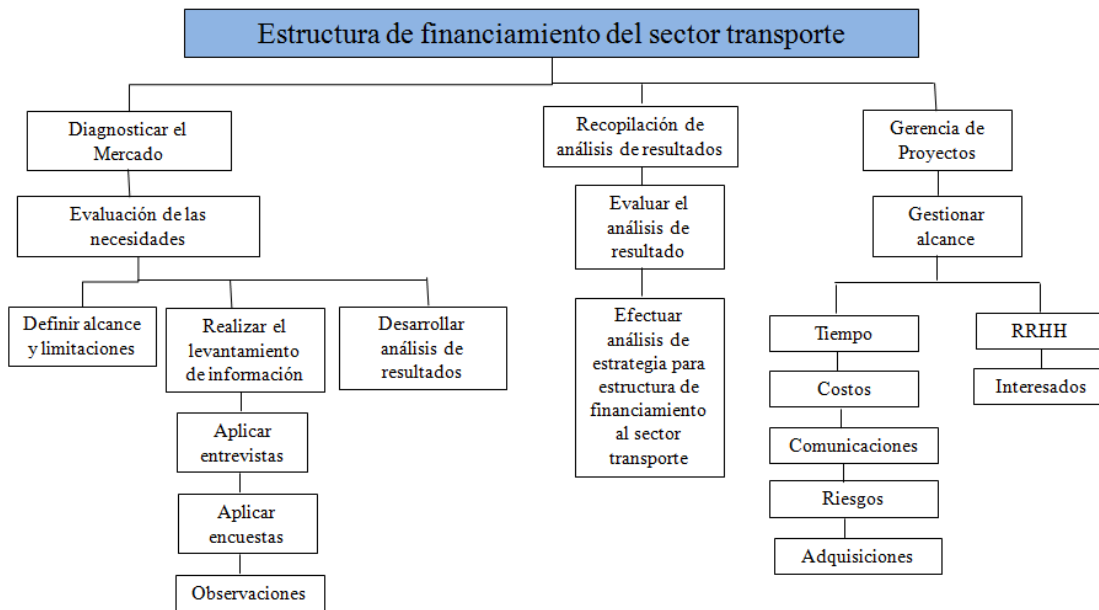 Estructura de financiamiento del sector transporte
Diagnosticar el
Mercado
Evaluación de las
necesidades
Definir alcance
y limitaciones
Realizar el
levantamiento
de información
Aplicar
entrevistas
Aplicar
encuestas
Observaciones
Desarrollar
análisis de
resultados
Recopilación de
análisis de resultados
Evaluar el
análisis de
resultado
Efectuar
análisis de
estrategia para
estructura de
financiamiento
al sector
transporte
Gerencia de
Proyectos
Gestionar
alcance
Tiempo
Costos
Comunicaciones
Riesgos
Adquisiciones
RRHH
Interesados